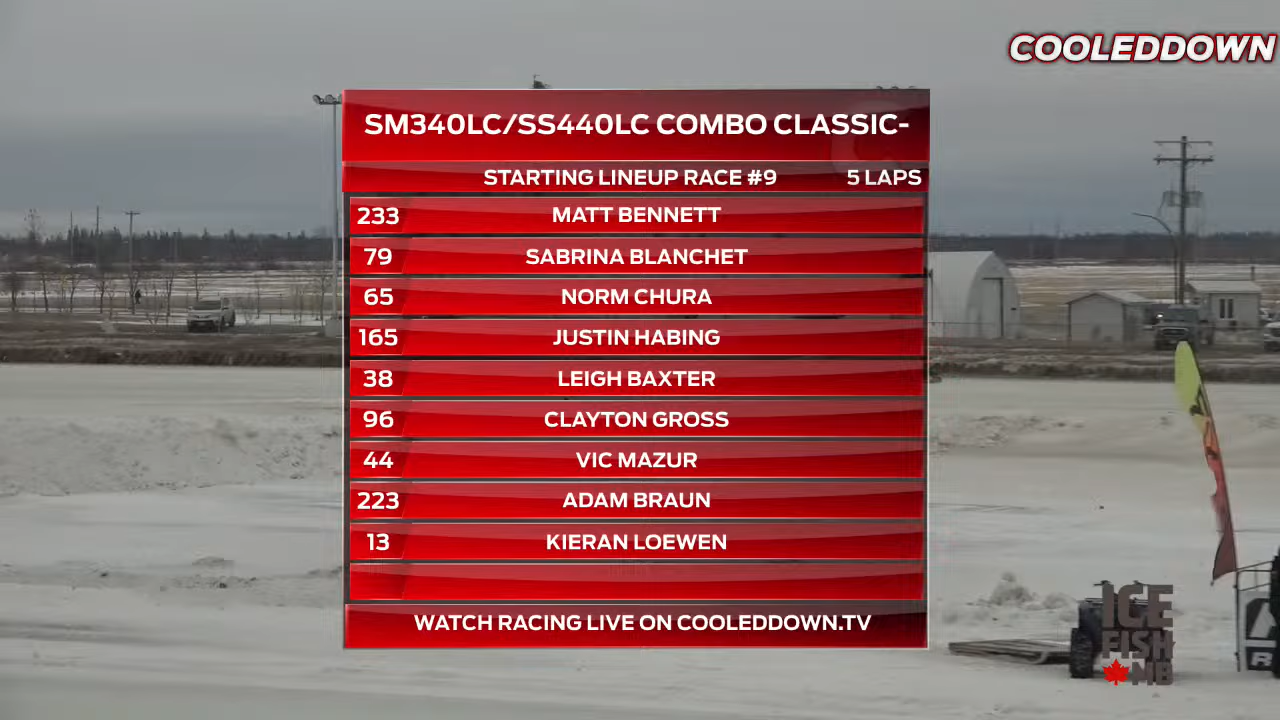 COOLEDDOWN
SM340LC/SS440LC COMBO CLASSIC-
STARTING LINEUP RACE #9 5 LAPS
233 MATT BENNETT
79 SABRINA BLANCHET
65 NORM CHURA
165 JUSTIN HABING
38 LEIGH BAXTER
96 CLAYTON GROSS
44 VIC MAZUR
223 ADAM BRAUN
13 KIERAN LOEWEN
WATCH RACING LIVE ON COOLEDDOWN.TV
ICE
FISH
MB